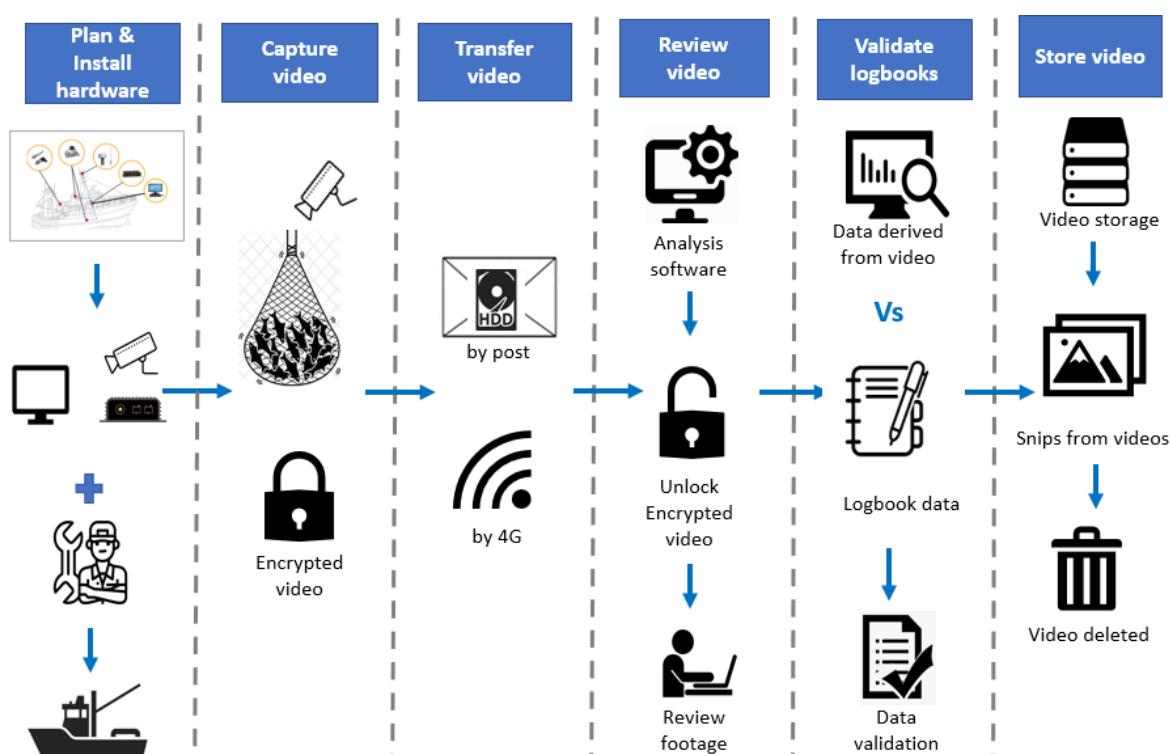 Plan &
Install
hardware
Capture
video
Transfer
video
Review
video
Validate
logbooks
Store video
HDD
by post
by 4G
Encrypted
video
Analysis
software
Unlock
Encrypted
video
Review
footage
Data derived
from video
Vs
Logbook data
Data
validation
Video storage
Snips from videos
Video deleted